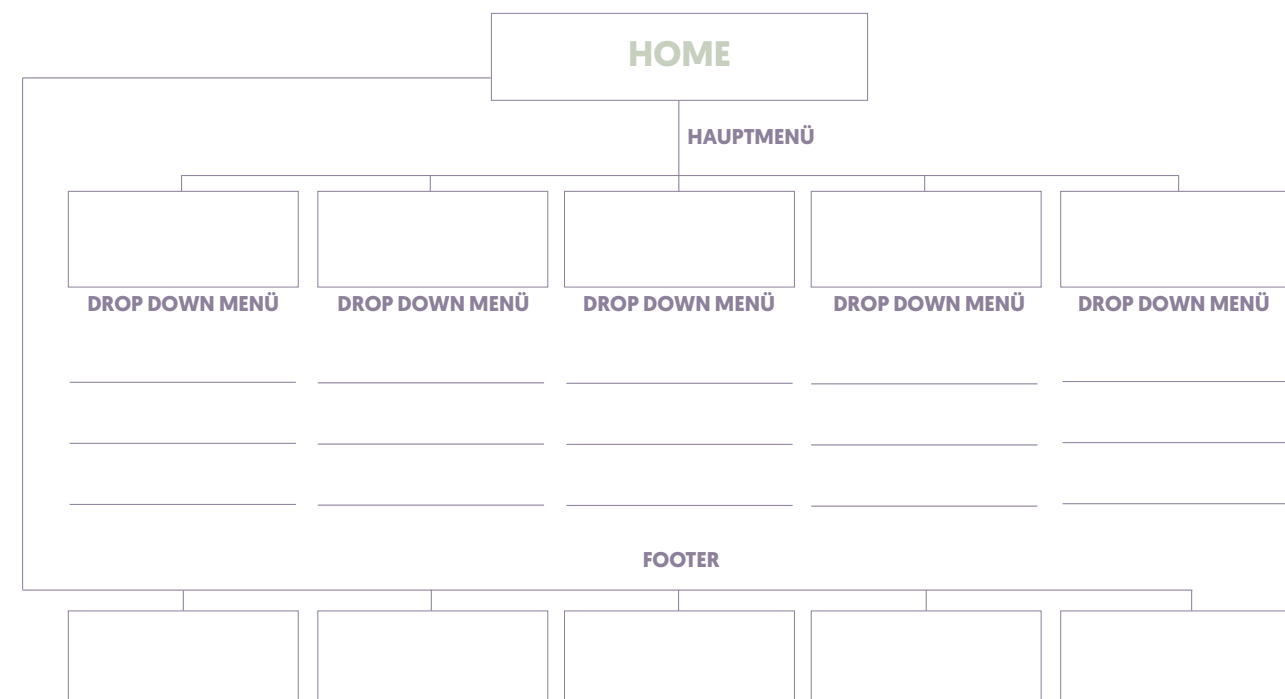 HOME
HAUPTMENÜ
DROP DOWN MENÜ DROP DOWN MENÜ DROP DOWN MENÜ DROP DOWN MENÜ DROP DOWN MENÜ
FOOTER